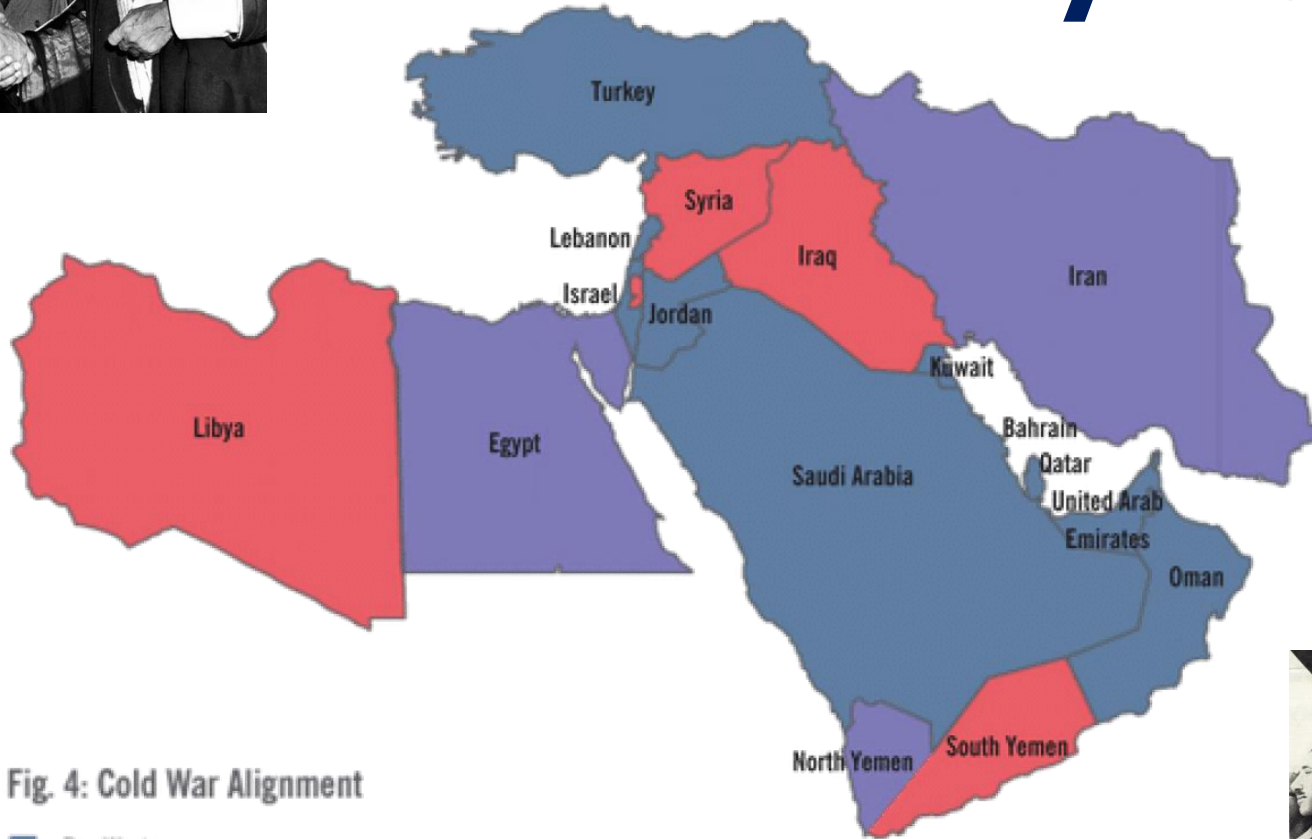 Turkey
Syria
Lebanon
Iraq
Iran
Israel
Jordan
Kuwait
Libya
Egypt
Bahrain
Qatar
Saudi Arabia
United Arab
Emirates
Oman
North Yemen
South Yemen
Fig. 4: Cold War Alignment